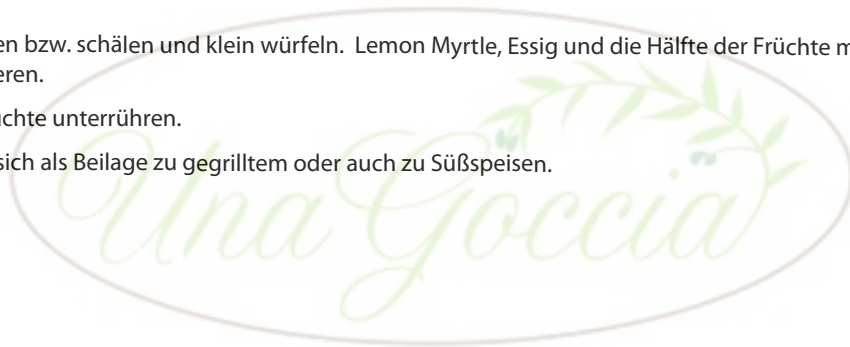 en bzw. schälen und klein würfeln. Lemon Myrtle, Essig und die Hälfte der Früchte m
eren.
ichte unterrühren.
sich als Beilage zu gegrilltem oder auch zu Süßspeisen.
Una Goccia